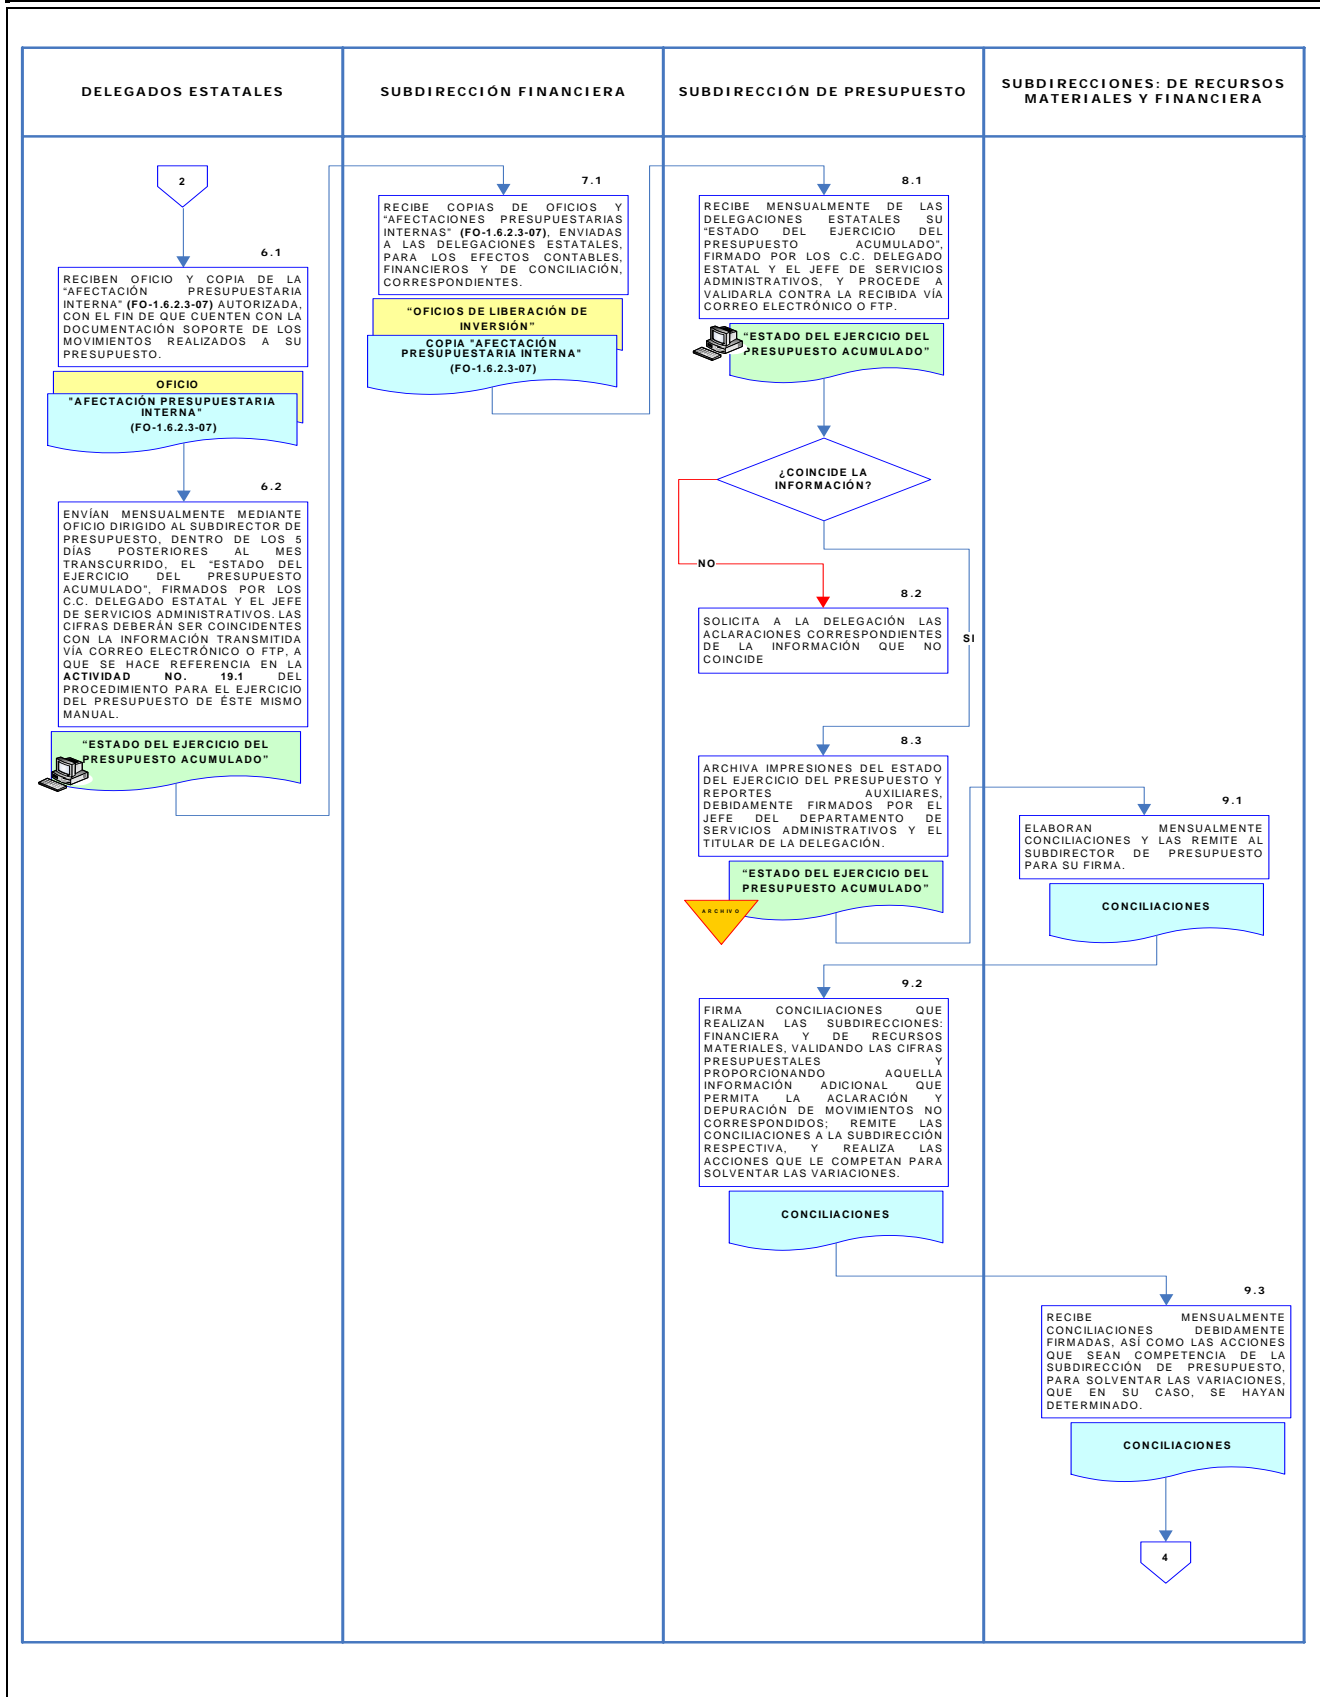 DELEGADOS ESTATALES
SUBDIRECCIÓN FINANCIERA
SUBDIRECCIÓN DE PRESUPUESTO
SUBDIRECCIONES: DE RECURSOS
MATERIALES Y FINANCIERA
2
6.1
RECIBEN OFICIO Y COPIA DE LA
"AFECTACIÓN PRESUPUESTARIA
INTERNA" (FO-1.6.2.3-07) AUTORIZADA,
CON EL FIN DE QUE CUENTEN CON LA
DOCUMENTACIÓN SOPORTE DE LOS
MOVIMIENTOS REALIZADOS A SU
PRESUPUESTO.
OFICIO
"AFECTACIÓN PRESUPUESTARIA
INTERNA"
(FO-1.6.2.3-07)
6.2
ENVÍAN MENSUALMENTE MEDIANTE
OFICIO DIRIGIDO AL SUBDIRECTOR DE
PRESUPUESTO, DENTRO DE LOS 5
DÍAS POSTERIORES AL MES
TRANSCURRIDO, EL “ESTADO DEL
EJERCICIO DEL PRESUPUESTO
ACUMULADO”, FIRMADOS POR LOS
C.C. DELEGADO ESTATAL Y EL JEFE
DE SERVICIOS ADMINISTRATIVOS. LAS
CIFRAS DEBERÁN SER COINCIDENTES
CON LA INFORMACIÓN TRANSMITIDA
VÍA CORREO ELECTRÓNICO O FTP, A
QUE SE HACE REFERENCIA EN LA
ACTIVIDAD NO. 19.1 DEL
PROCEDIMIENTO PARA EL EJERCICIO
DEL PRESUPUESTO DE ÉSTE MISMO
MANUAL.
“ESTADO DEL EJERCICIO DEL
PRESUPUESTO ACUMULADO”
7.1
RECIBE COPIAS DE OFICIOS Y
“AFECTACIONES PRESUPUESTARIAS
INTERNAS” (FO-1.6.2.3-07), ENVIADAS
A LAS DELEGACIONES ESTATALES,
PARA LOS EFECTOS CONTABLES,
FINANCIEROS Y DE CONCILIACIÓN,
CORRESPONDIENTES.
“OFICIOS DE LIBERACIÓN DE
INVERSIÓN”
COPIA "AFECTACIÓN
PRESUPUESTARIA INTERNA"
(FO-1.6.2.3-07)
8.1
RECIBE MENSUALMENTE DE LAS
DELEGACIONES ESTATALES SU
“ESTADO DEL EJERCICIO DEL
PRESUPUESTO ACUMULADO”,
FIRMADO POR LOS C.C. DELEGADO
ESTATAL Y EL JEFE DE SERVICIOS
ADMINISTRATIVOS, Y PROCEDE A
VALIDARLA CONTRA LA RECIBIDA VÍA
CORREO ELECTRÓNICO O FTP.
“ESTADO DEL EJERCICIO DEL
PRESUPUESTO ACUMULADO”
¿COINCIDE LA
INFORMACIÓN?
NO
SI
8.2
SOLICITA A LA DELEGACIÓN LAS
ACLARACIONES CORRESPONDIENTES
DE LA INFORMACIÓN QUE NO
COINCIDE
8.3
ARCHIVA IMPRESIONES DEL ESTADO
DEL EJERCICIO DEL PRESUPUESTO Y
REPORTES AUXILIARES,
DEBIDAMENTE FIRMADOS POR EL
JEFE DEL DEPARTAMENTO DE
SERVICIOS ADMINISTRATIVOS Y EL
TITULAR DE LA DELEGACIÓN.
“ESTADO DEL EJERCICIO DEL
PRESUPUESTO ACUMULADO”
ARCHIVO
9.1
ELABORAN MENSUALMENTE
CONCILIACIONES Y LAS REMITE AL
SUBDIRECTOR DE PRESUPUESTO
PARA SU FIRMA.
CONCILIACIONES
9.2
FIRMA CONCILIACIONES QUE
REALIZAN LAS SUBDIRECCIONES:
FINANCIERA Y DE RECURSOS
MATERIALES, VALIDANDO LAS CIFRAS
PRESUPUESTALES Y
PROPORCIONANDO AQUELLA
INFORMACIÓN ADICIONAL QUE
PERMITA LA ACLARACIÓN Y
DEPURACIÓN DE MOVIMIENTOS NO
CORRESPONDIDOS; REMITE LAS
CONCILIACIONES A LA SUBDIRECCIÓN
RESPECTIVA, Y REALIZA LAS
ACCIONES QUE LE COMPETAN PARA
SOLVENTAR LAS VARIACIONES.
CONCILIACIONES
9.3
RECIBE MENSUALMENTE
CONCILIACIONES DEBIDAMENTE
FIRMADAS, ASÍ COMO LAS ACCIONES
QUE SEAN COMPETENCIA DE LA
SUBDIRECCIÓN DE PRESUPUESTO,
PARA SOLVENTAR LAS VARIACIONES,
QUE EN SU CASO, SE HAYAN
DETERMINADO.
CONCILIACIONES
4